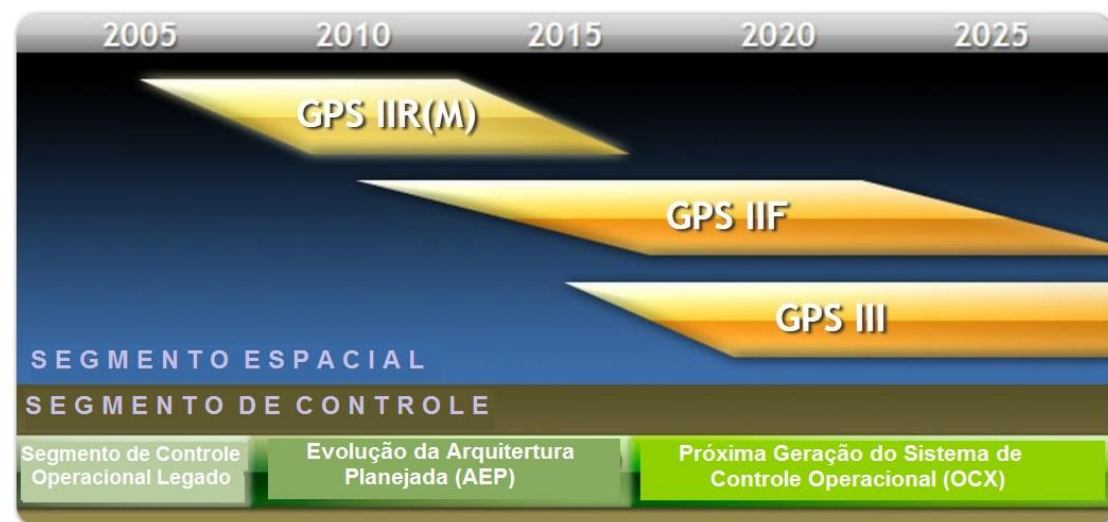 2005 2010 2015 2020 2025
GPS IIR(M)
GPS IIF
GPS III
SEGMENTO ESPACIAL
SEGMENTO DE CONTROLE
Segmento de Controle
Operacional Legado
Evolução da Arquitertura
Planejada (AEP)
Próxima Geração do Sistema de
Controle Operacional (OCX)